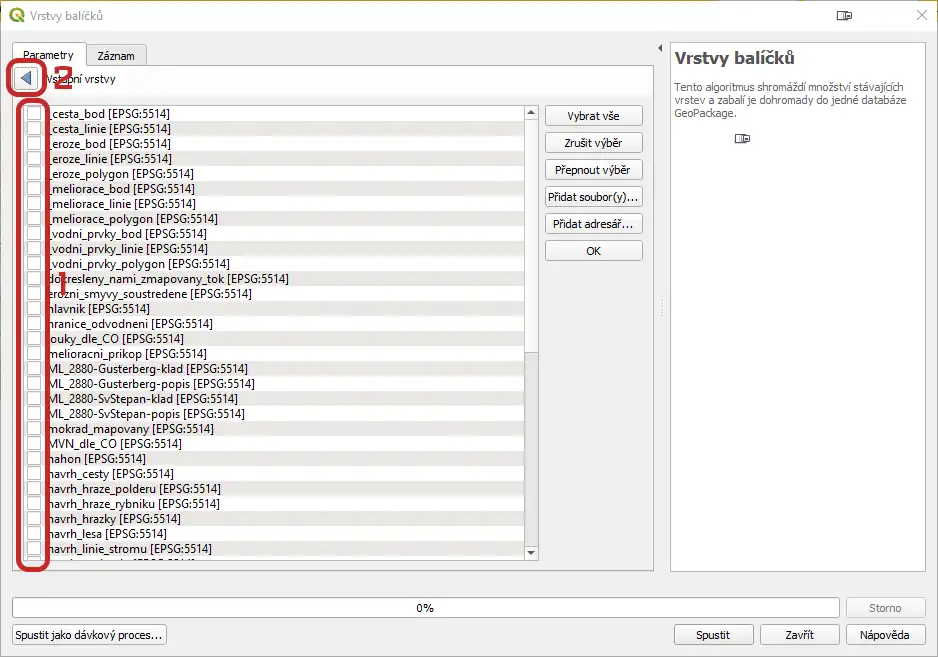 Vrstvy balíčků
Parametry
Záznam
2
Vstupní vrstvy
_cesta_bod [EPSG:5514]
_cesta_linie [EPSG:5514]
_eroze_bod [EPSG:5514]
_eroze_linie [EPSG:5514]
_eroze_polygon [EPSG:5514]
_meliorace_bod [EPSG:5514]
_meliorace_linie [EPSG:5514]
_meliorace_polygon [EPSG:5514]
_vodni_prvky_bod [EPSG:5514]
_vodni_prvky_linie [EPSG:5514]
_vodni_prvky_polygon [EPSG:5514]
1
dokresleny_nami_zmapovany_tok [EPSG:5514]
erozni_smyvy_soustredene [EPSG:5514]
hlavnik [EPSG:5514]
hranice_odvodneni [EPSG:5514]
louky_dle_CO [EPSG:5514]
melioracni_prikop [EPSG:5514]
ML_2880-Gusterberg-klad [EPSG:5514]
ML_2880-Gusterberg-popis [EPSG:5514]
ML_2880-SvStepan-klad [EPSG:5514]
ML_2880-SvStepan-popis [EPSG:5514]
mokrad_mapovany [EPSG:5514]
MVN_dle_CO [EPSG:5514]
nahon [EPSG:5514]
navrh_cesty [EPSG:5514]
navrh_hraze_polderu [EPSG:5514]
navrh_hraze_rybniku [EPSG:5514]
navrh_hrazky [EPSG:5514]
navrh_lesa [EPSG:5514]
navrh_linie_stromu [EPSG:5514]
Vybrat vše
Zrušit výběr
Přepnout výběr
Přidat soubor(y)...
Přidat adresář...
OK
Vrstvy balíčků
Tento algoritmus shromáždí množství stávajících
vrstev a zabalí je dohromady do jedné databáze
GeoPackage.
0%
Storno
Spustit jako dávkový proces...
Spustit
Zavřít
Nápověda